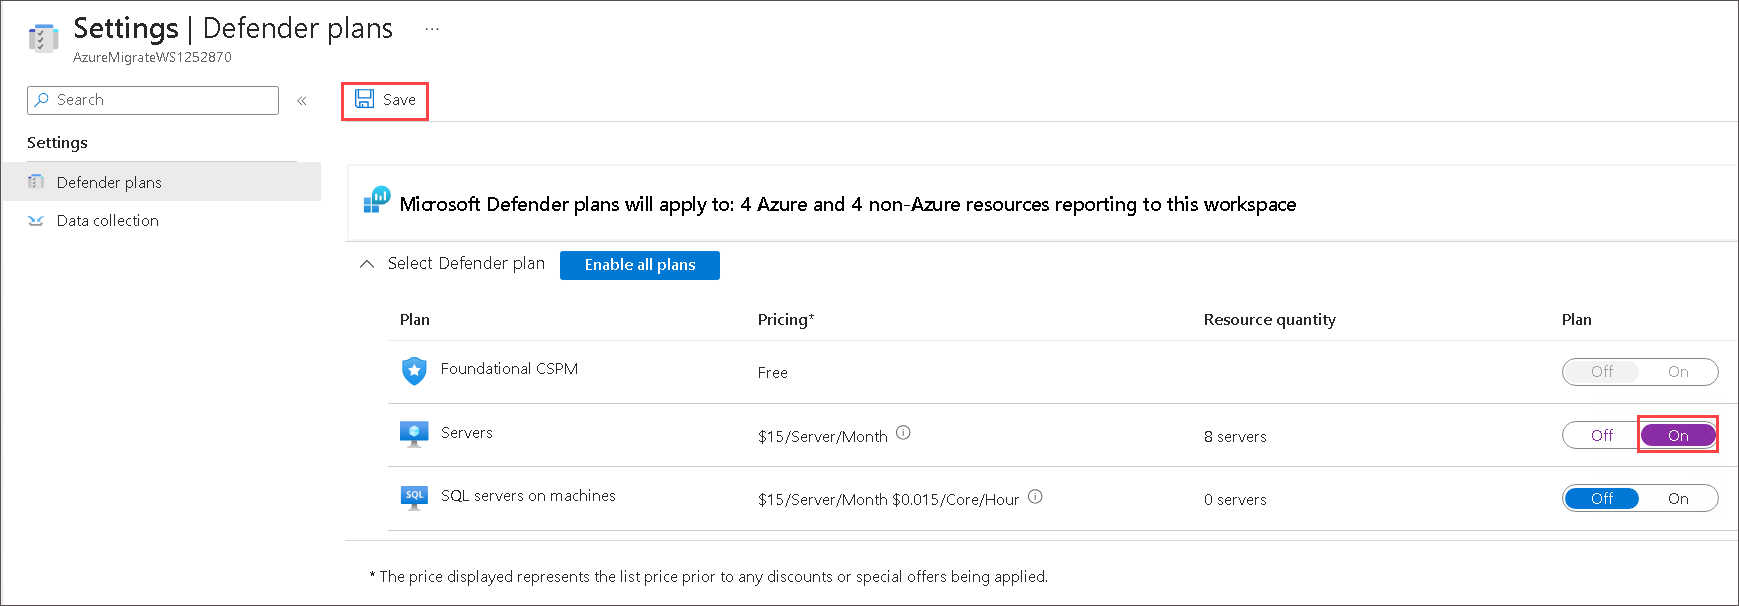 Settings | Defender plans ...
AzureMigrateWS1252870
Search «
Save
Settings
Defender plans
Data collection
Microsoft Defender plans will apply to: 4 Azure and 4 non-Azure resources reporting to this workspace
Select Defender plan Enable all plans
Plan Pricing* Resource quantity Plan
Foundational CSPM Free Off On
Servers $15/Server/Month 8 servers Off On
SQL SQL servers on machines $15/Server/Month $0.015/Core/Hour 0 servers Off On
* The price displayed represents the list price prior to any discounts or special offers being applied.